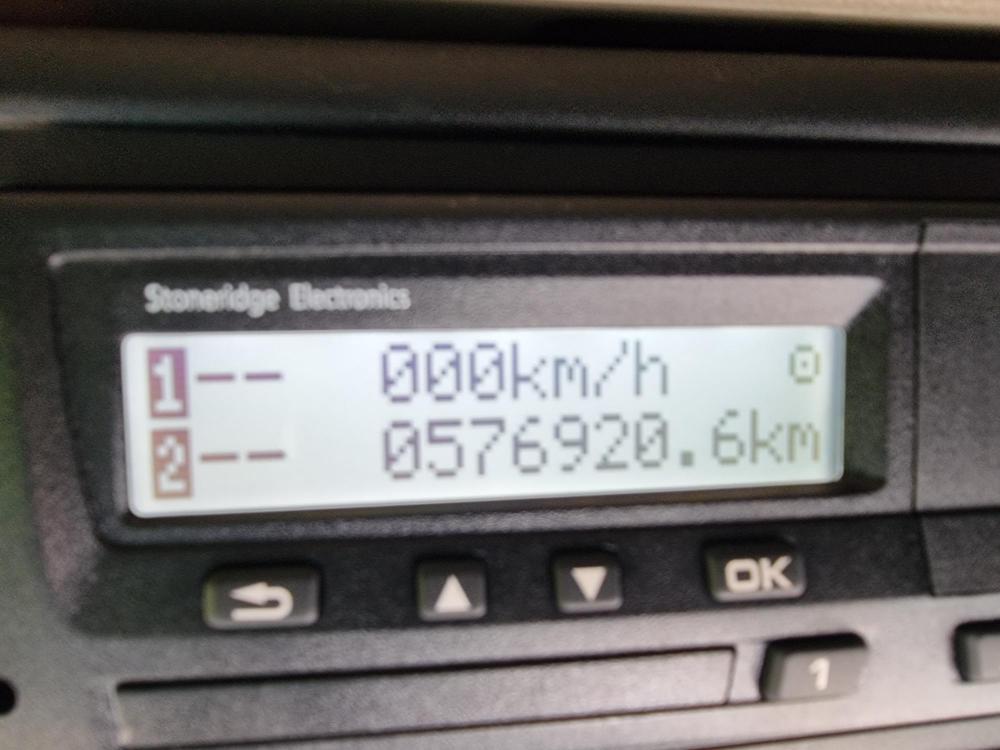 Stoneridge Electronics
1-- 000km/h
2-- 0576920.6km
OK
1